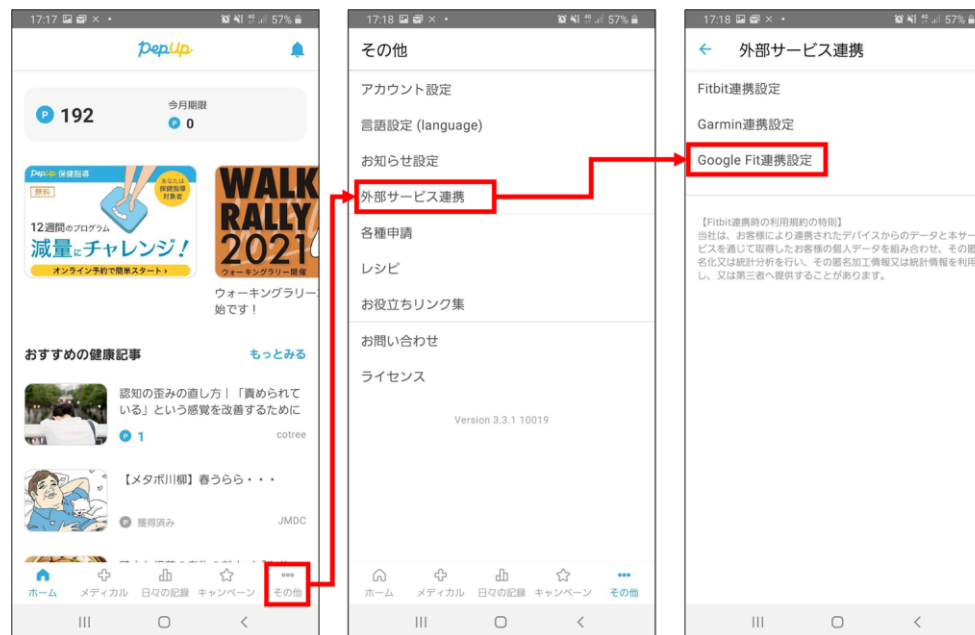 17:17
57%
PepUp
192
今月期限
0
PepUp 保健指導
無料
あなたは
保健指導
対象者
12週間のプログラム
減量にチャレンジ!
オンライン予約で簡単スタート
WALK
RALLY
2021
ウォーキングラリー開催
ウォーキングラリー
始です!
おすすめの健康記事
もっとみる
認知の歪みの直し方|「責められて
いる」という感覚を改善するために
P 1
cotree
【メタボ川柳】春うらら・・・
P 獲得済み
JMDC
ホーム
メディカル
日々の記録
キャンペーン
その他
17:18
57%
その他
アカウント設定
言語設定 (language)
お知らせ設定
外部サービス連携
各種申請
レシピ
お役立ちリンク集
お問い合わせ
ライセンス
Version 3.3.1 10019
ホーム
メディカル
日々の記録
キャンペーン
その他
17:18
57%
外部サービス連携
Fitbit連携設定
Garmin連携設定
Google Fit連携設定
【Fitbit連携時の利用規約の特則】
当社は、お客様により連携されたデバイスからのデータと本サー
ビスを通じて取得したお客様の個人データを組み合わせ、その匿
名化又は統計分析を行い、その匿名加工情報又は統計情報を利用
し、又は第三者へ提供することがあります。